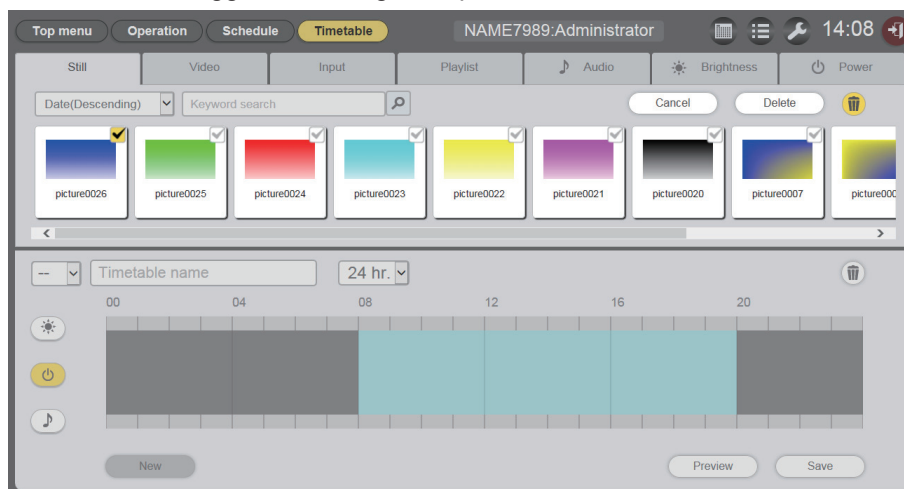 Top menu Operation Schedule Timetable NAME7989:Administrator 14:08
Still Video Input Playlist Audio Brightness Power
Date(Descending) Keyword search Cancel Delete
picture0026 picture0025 picture0024 picture0023 picture0022 picture0021 picture0020 picture0007 picture000
-- Timetable name 24 hr.
00 04 08 12 16 20
New Preview Save